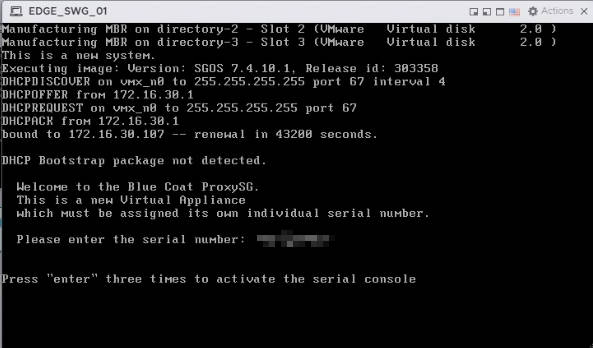 EDGE_SWG_01
Actions
Manufacturing MBR on directory-2 - Slot 2 (VMware   Virtual disk      2.0 )
Manufacturing MBR on directory-3 - Slot 3 (VMware   Virtual disk      2.0 )
This is a new system.
Executing image: Version: SGOS 7.4.10.1, Release id: 303358
DHCPDISCOVER on vmx_n0 to 255.255.255.255 port 67 interval 4
DHCPOFFER from 172.16.30.1
DHCPREQUEST on vmx_n0 to 255.255.255.255 port 67
DHCPACK from 172.16.30.1
bound to 172.16.30.107 -- renewal in 43200 seconds.
DHCP Bootstrap package not detected.
Welcome to the Blue Coat ProxySG.
This is a new Virtual Appliance
which must be assigned its own individual serial number.
Please enter the serial number:
Press "enter" three times to activate the serial console